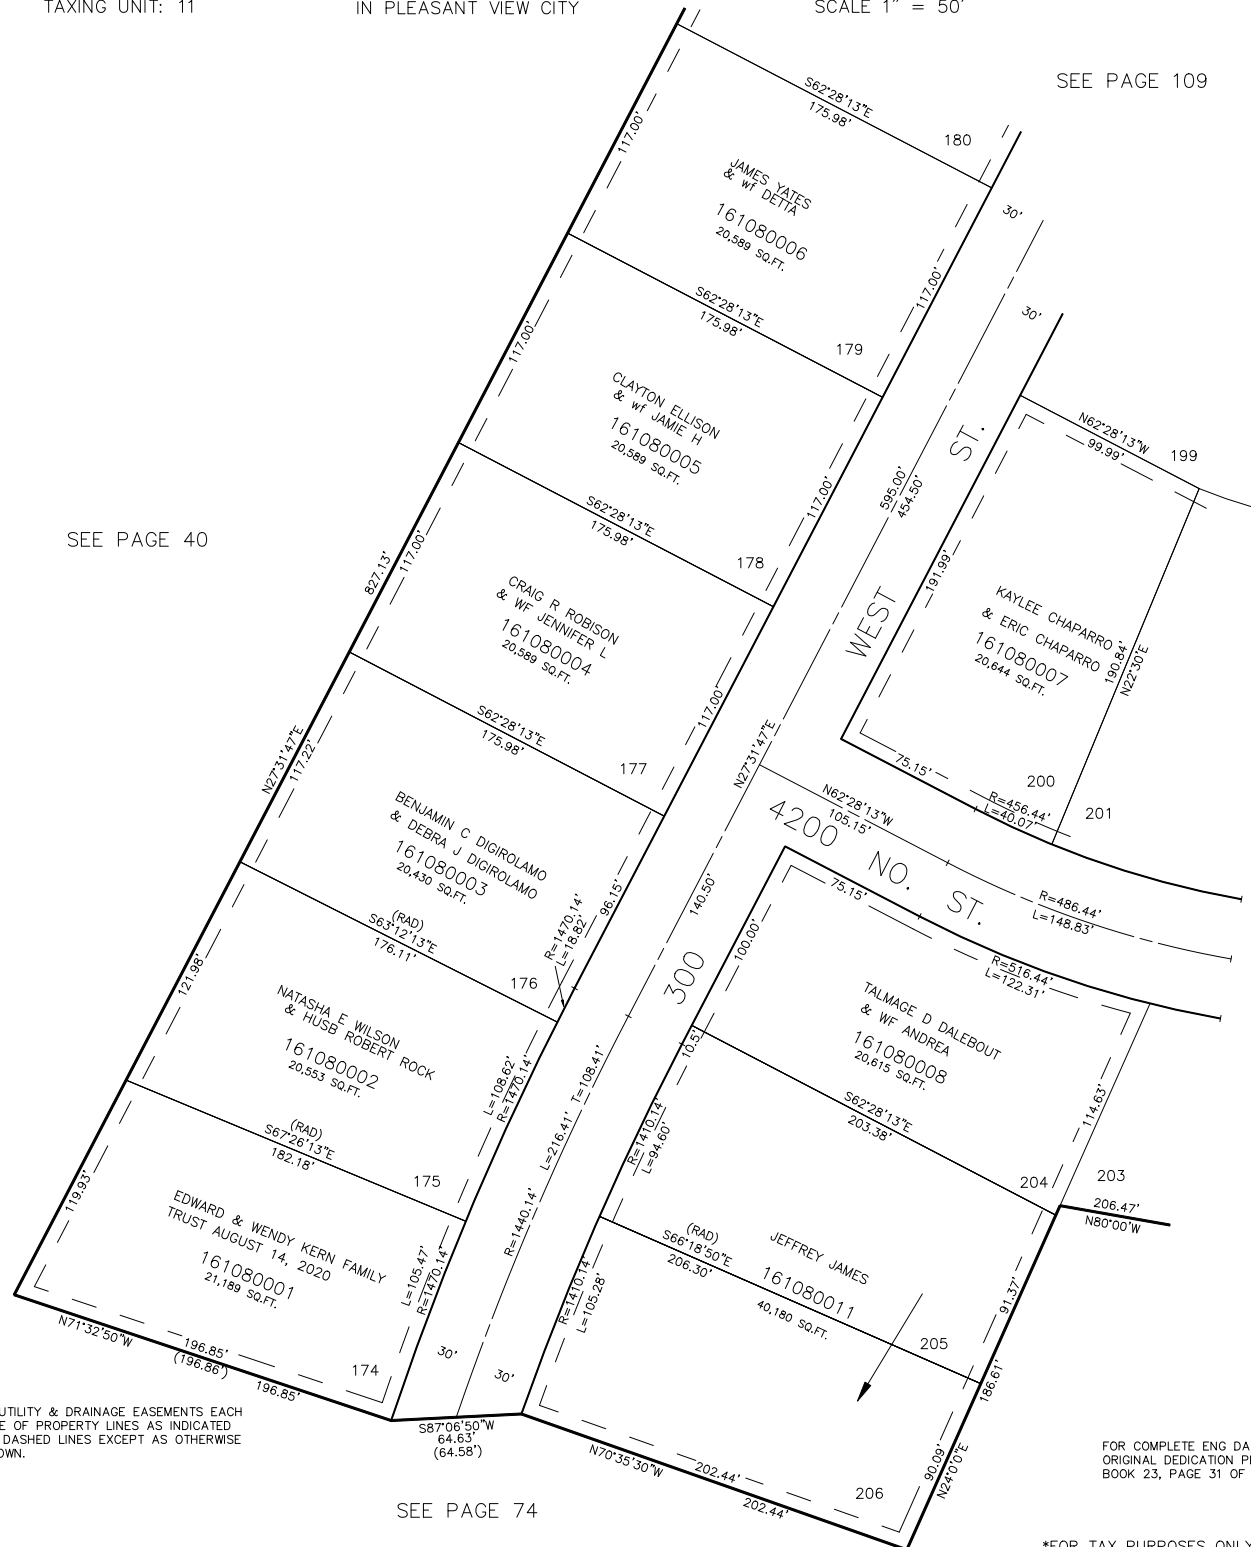 TAXING UNIT: 11
IN PLEASANT VIEW CITY
SCALE 1" = 50'
SEE PAGE 109
S62°28'13"E
175.98'
180
117.00'
JAMES YATES
& wf DETTA
161080006
20,589 SQ.FT.
117.00'
30'
30'
S62°28'13"E
175.98'
179
117.00'
CLAYTON ELLISON
& wf JAMIE H
161080005
20,589 SQ.FT.
117.00'
595.00'
454.50'
ST.
WEST
300
N62°28'13"W
99.99'
199
SEE PAGE 40
S62°28'13"E
175.98'
178
827.13'
117.00'
CRAIG R ROBISON
& WF JENNIFER L
161080004
20,589 SQ.FT.
117.00'
191.99'
KAYLEE CHAPARRO
& ERIC CHAPARRO
161080007
20,644 SQ.FT.
190.84'
N22°30'E
75.15'
200
R=456.44'
L=40.07'
201
S62°28'13"E
175.98'
177
N27°31'47"E
117.22'
BENJAMIN C DIGIROLAMO
& DEBRA J DIGIROLAMO
161080003
20,430 SQ.FT.
96.15'
R=1470.14'
L=18.82'
N27°31'47"E
140.50'
N62°28'13"W
105.15'
4200 NO. ST.
R=486.44'
L=148.83'
75.15'
R=516.44'
L=122.31'
100.00'
(RAD)
S63°12'13"E
176.11'
176
121.98'
NATASHA E WILSON
& HUSB ROBERT ROCK
161080002
20,553 SQ.FT.
L=108.62'
R=1470.14'
R=1440.14' L=216.41' T=108.41'
TALMAGE D DALEBOUT
& WF ANDREA
161080008
20,615 SQ.FT.
114.63'
10.5'
S62°28'13"E
203.38'
204
203
206.47'
N80°00'W
R=1410.14'
L=94.60'
(RAD)
S67°26'13"E
182.18'
175
119.93'
EDWARD & WENDY KERN FAMILY
TRUST AUGUST 14, 2020
161080001
21,189 SQ.FT.
L=105.47'
R=1470.14'
(RAD)
S66°18'50"E
206.30'
JEFFREY JAMES
161080011
40,180 SQ.FT.
91.37'
205
186.61'
R=1410.14'
L=105.28'
N71°32'50"W
196.85'
(196.86')
196.85'
174
30'
30'
S87°06'50"W
64.63'
(64.58')
N70°35'30"W
202.44'
202.44'
206
90.09'
N24°0'0"E
UTILITY & DRAINAGE EASEMENTS EACH
E OF PROPERTY LINES AS INDICATED
DASHED LINES EXCEPT AS OTHERWISE
OWN.
SEE PAGE 74
FOR COMPLETE ENG DA
ORIGINAL DEDICATION P
BOOK 23, PAGE 31 OF
*FOR TAX PURPOSES ONLY